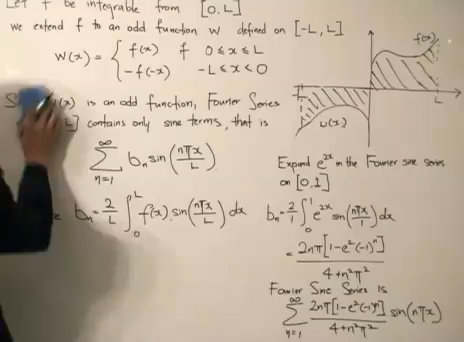 Let f be integrable from [0,L]
We extend f to an odd function W defined on [-L,L]
W(x) = { f(x) if 0≤x≤L
-f(-x) -L<x<0
f(x)
L
w(x)
(x) is an odd function, Fourier Series
L] contains only sine terms, that is
∞∑n=1 bₙ sin(nπx/L)
bₙ = 2/L ∫₀ᴸ f(x) sin(nπx/L) dx
Expand e²ˣ in the Fourier sine series
on [0,1]
bₙ = 2/1 ∫₀¹ e²ˣ sin(nπx/1) dx
= 2nπ[1-e²(-1)ⁿ] / 4+n²π²
Fourier Sine Series is
∞∑n=1 2nπ[1-e²(-1)ⁿ] / 4+n²π² sin(nπx)